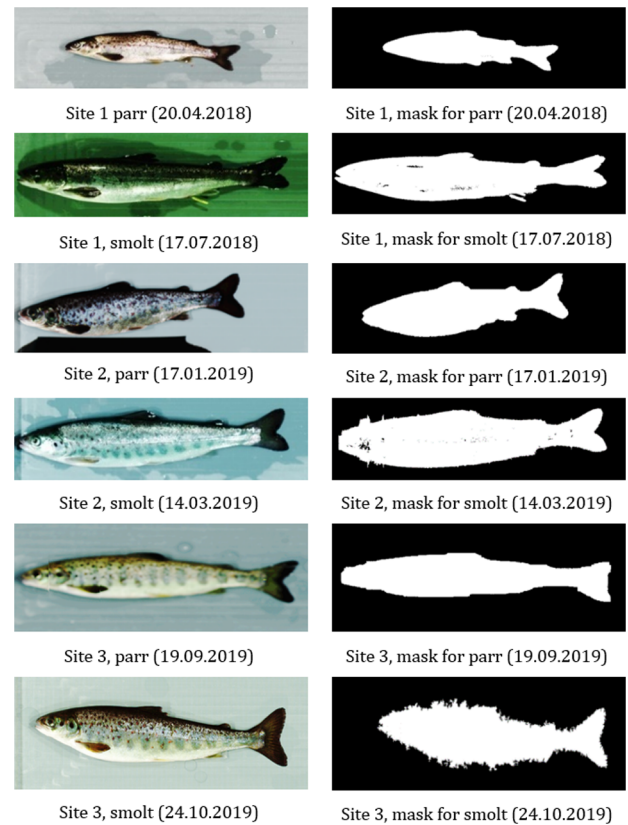 Site 1 parr (20.04.2018)
Site 1, mask for parr (20.04.2018)
Site 1, smolt (17.07.2018)
Site 1, mask for smolt (17.07.2018)
Site 2, parr (17.01.2019)
Site 2, mask for parr (17.01.2019)
Site 2, smolt (14.03.2019)
Site 2, mask for smolt (14.03.2019)
Site 3, parr (19.09.2019)
Site 3, mask for parr (19.09.2019)
Site 3, smolt (24.10.2019)
Site 3, mask for smolt (24.10.2019)